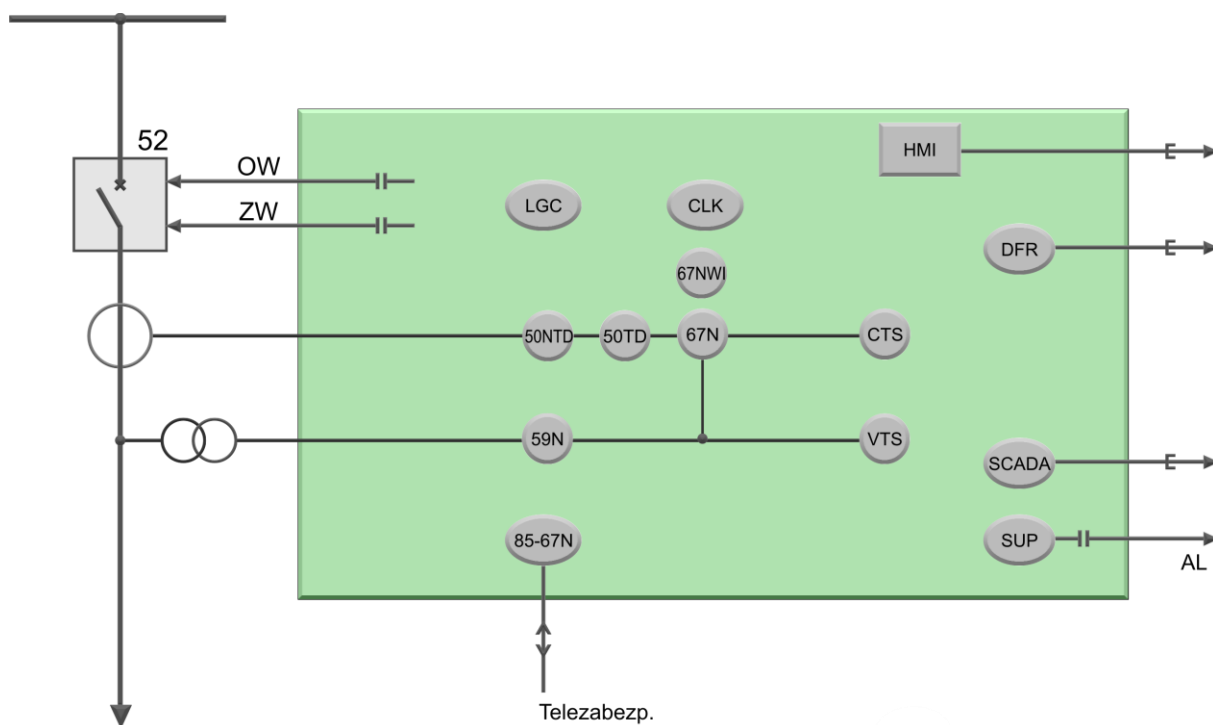 52
HMI
OW
LGC
CLK
ZW
DFR
67NWI
50NTD
50TD
67N
CTS
59N
VTS
SCADA
85-67N
SUP
AL
Telezabezp.